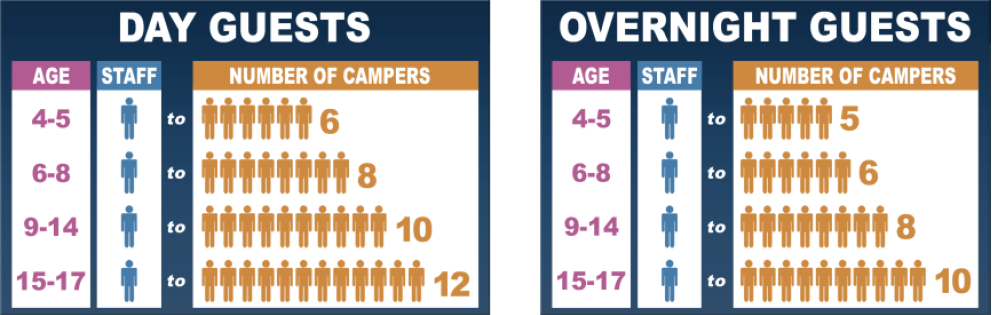 DAY GUESTS
AGE STAFF NUMBER OF CAMPERS
4-5 to 6
6-8 to 8
9-14 to 10
15-17 to 12
OVERNIGHT GUESTS
AGE STAFF NUMBER OF CAMPERS
4-5 to 5
6-8 to 6
9-14 to 8
15-17 to 10